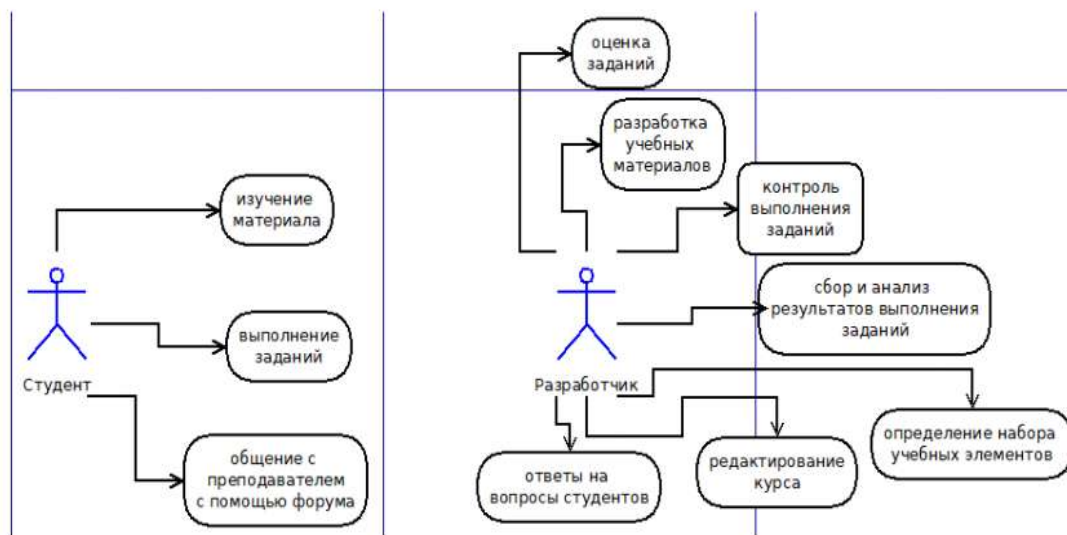 оценка
заданий
разработка
учебных
материалов
изучение
материала
контроль
выполнения
заданий
сбор и анализ
результатов выполнения
заданий
выполнение
заданий
Студент
Разработчик
общение с
преподавателем
с помощью форума
ответы на
вопросы студентов
редактирование
курса
определение набора
учебных элементов